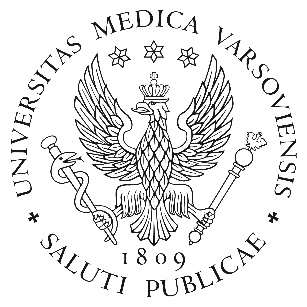 UNIVERSITAS MEDICA VARSOVIENSIS
1809
SALUTI PUBLICAE